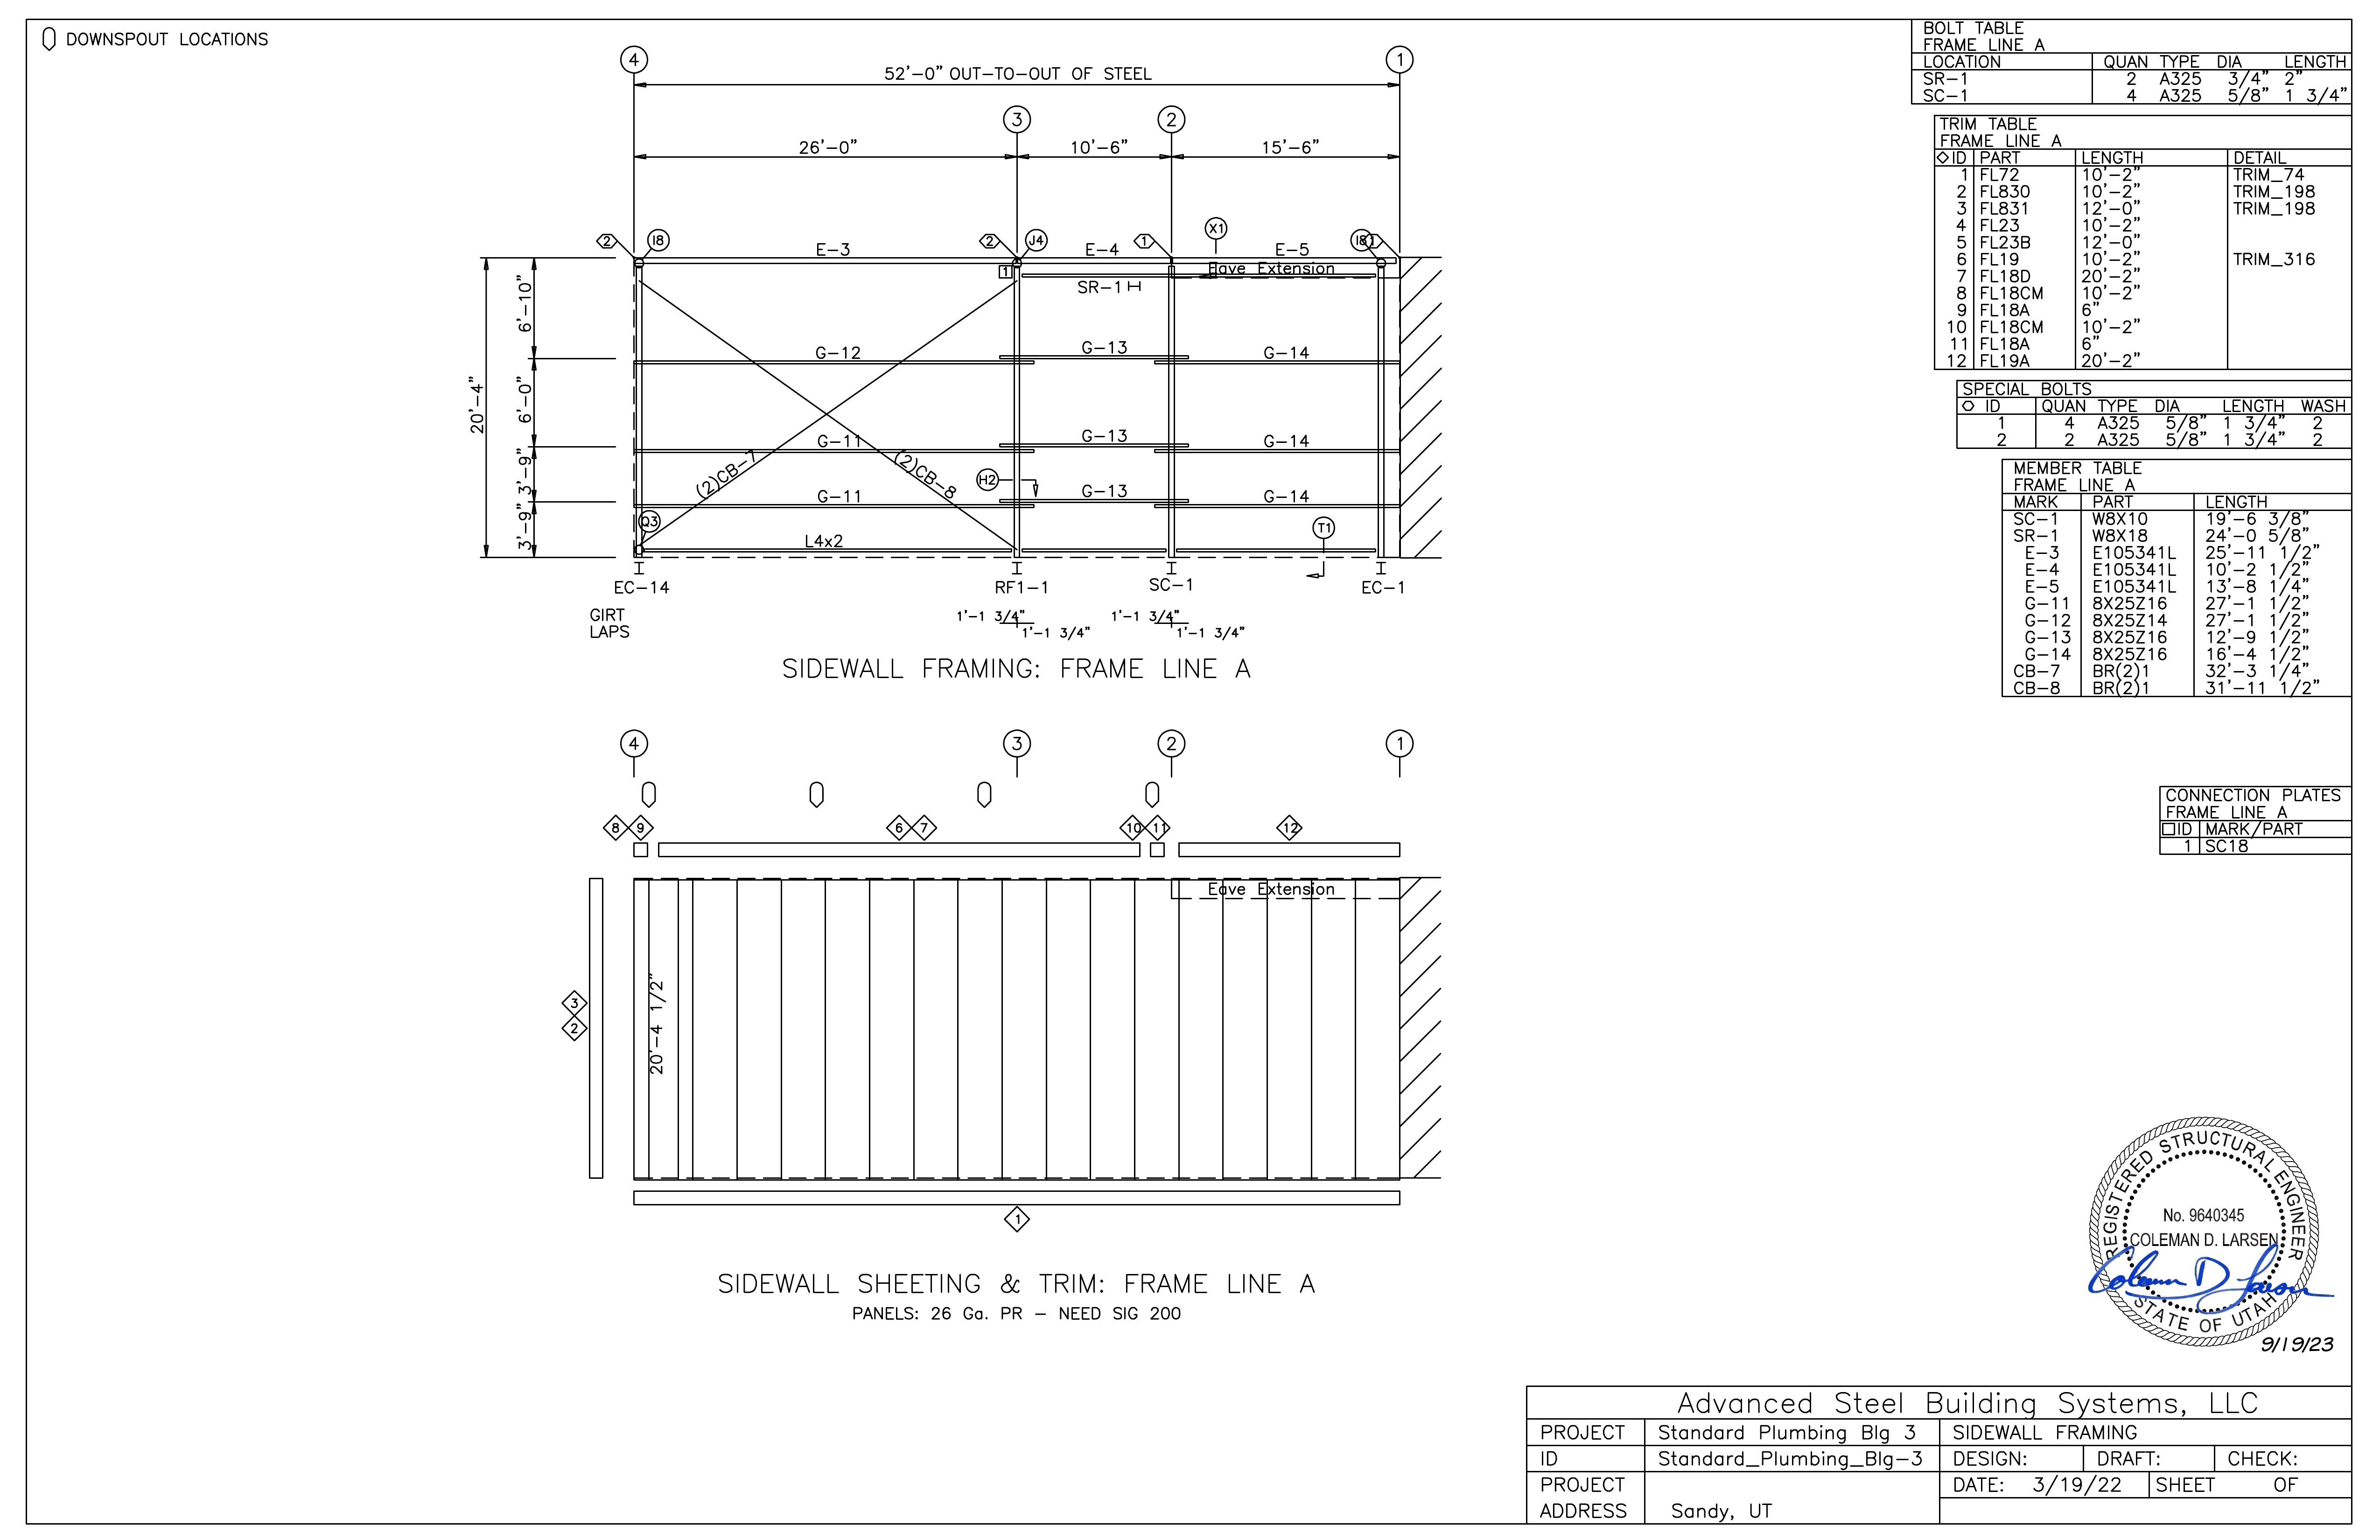 DOWNSPOUT LOCATIONS
4
1
52'-0" OUT-TO-OUT OF STEEL
3
2
26'-0"
10'-6"
15'-6"
2
I8
2
J4
1
X1
I8
E-3
E-4
E-5
Eave Extension
1
SR-1
20'-4"
6'-10"
6'-0"
3'-9"
3'-9"
G-12
G-13
G-14
G-11
G-13
G-14
(2)CB-7
(2)CB-8
H2
G-11
G-13
G-14
Q3
L4x2
T1
EC-14
RF1-1
SC-1
EC-1
GIRT
LAPS
1'-1 3/4"
1'-1 3/4"
1'-1 3/4"
1'-1 3/4"
SIDEWALL FRAMING: FRAME LINE A
4
3
2
1
8
9
6
7
10
11
12
Eave Extension
3
2
20'-4 1/2"
1
SIDEWALL SHEETING & TRIM: FRAME LINE A
PANELS: 26 Ga. PR - NEED SIG 200
BOLT TABLE
FRAME LINE A
LOCATION QUAN TYPE DIA LENGTH
SR-1 2 A325 3/4" 2"
SC-1 4 A325 5/8" 1 3/4"
TRIM TABLE
FRAME LINE A
ID PART LENGTH DETAIL
1 FL72 10'-2" TRIM_74
2 FL830 10'-2" TRIM_198
3 FL831 12'-0" TRIM_198
4 FL23 10'-2"
5 FL23B 12'-0"
6 FL19 10'-2" TRIM_316
7 FL18D 20'-2"
8 FL18CM 10'-2"
9 FL18A 6"
10 FL18CM 10'-2"
11 FL18A 6"
12 FL19A 20'-2"
SPECIAL BOLTS
ID QUAN TYPE DIA LENGTH WASH
1 4 A325 5/8" 1 3/4" 2
2 2 A325 5/8" 1 3/4" 2
MEMBER TABLE
FRAME LINE A
MARK PART LENGTH
SC-1 W8X10 19'-6 3/8"
SR-1 W8X18 24'-0 5/8"
E-3 E105341L 25'-11 1/2"
E-4 E105341L 10'-2 1/2"
E-5 E105341L 13'-8 1/4"
G-11 8X25Z16 27'-1 1/2"
G-12 8X25Z14 27'-1 1/2"
G-13 8X25Z16 12'-9 1/2"
G-14 8X25Z16 16'-4 1/2"
CB-7 BR(2)1 32'-3 1/4"
CB-8 BR(2)1 31'-11 1/2"
CONNECTION PLATES
FRAME LINE A
ID MARK/PART
1 SC18
REGISTERED STRUCTURAL ENGINEER
No. 9640345
COLEMAN D. LARSEN
STATE OF UTAH
9/19/23
Advanced Steel Building Systems, LLC
PROJECT Standard Plumbing Blg 3 SIDEWALL FRAMING
ID Standard_Plumbing_Blg-3 DESIGN: DRAFT: CHECK:
PROJECT DATE: 3/19/22 SHEET OF
ADDRESS Sandy, UT